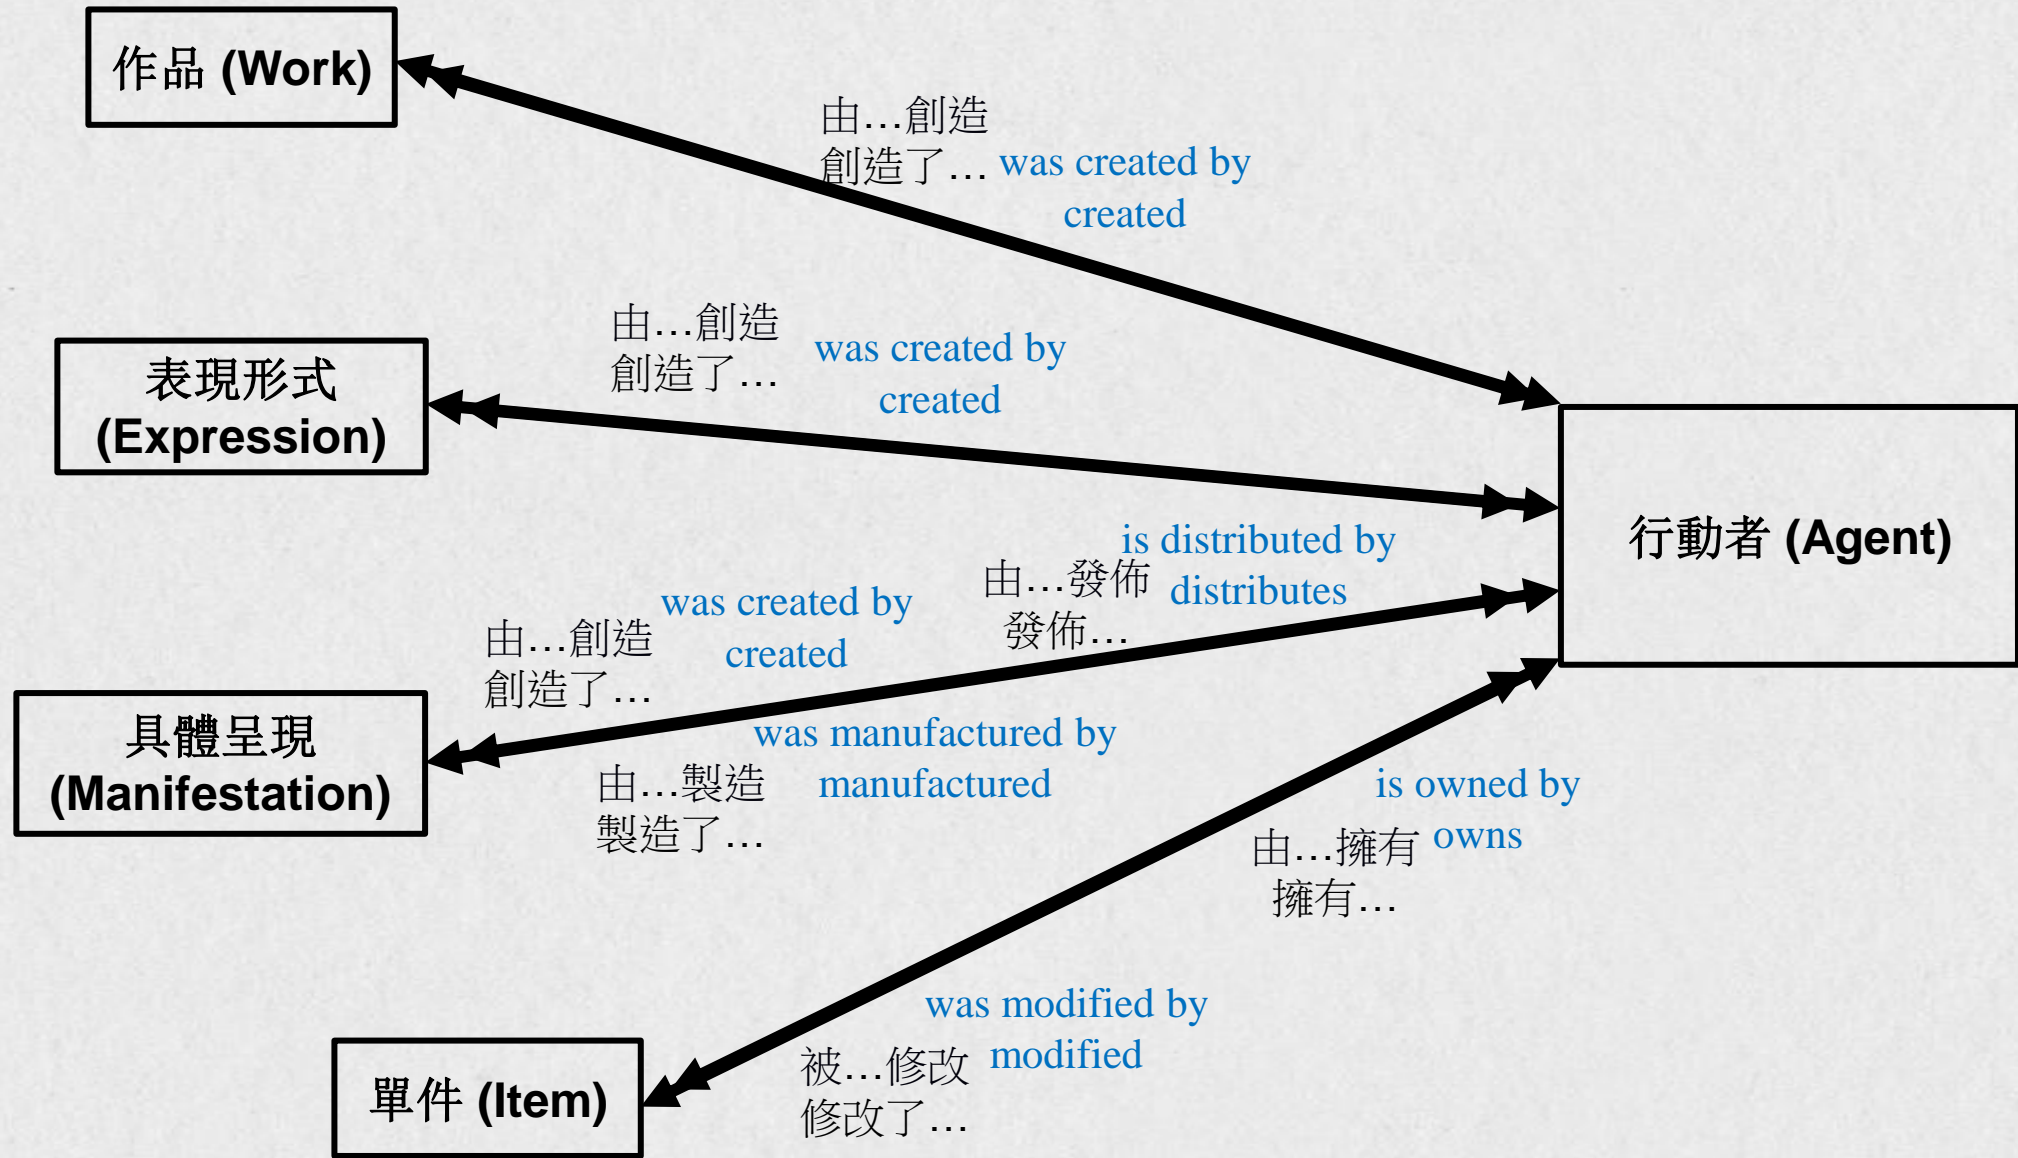 作品 (Work)
由…創造
創造了…
was created by
created
表現形式
(Expression)
由…創造
創造了…
was created by
created
行動者 (Agent)
is distributed by
distributes
由…發佈
發佈…
was created by
created
由…創造
創造了…
具體呈現
(Manifestation)
was manufactured by
manufactured
由…製造
製造了…
is owned by
owns
由…擁有
擁有…
was modified by
modified
被…修改
修改了…
單件 (Item)